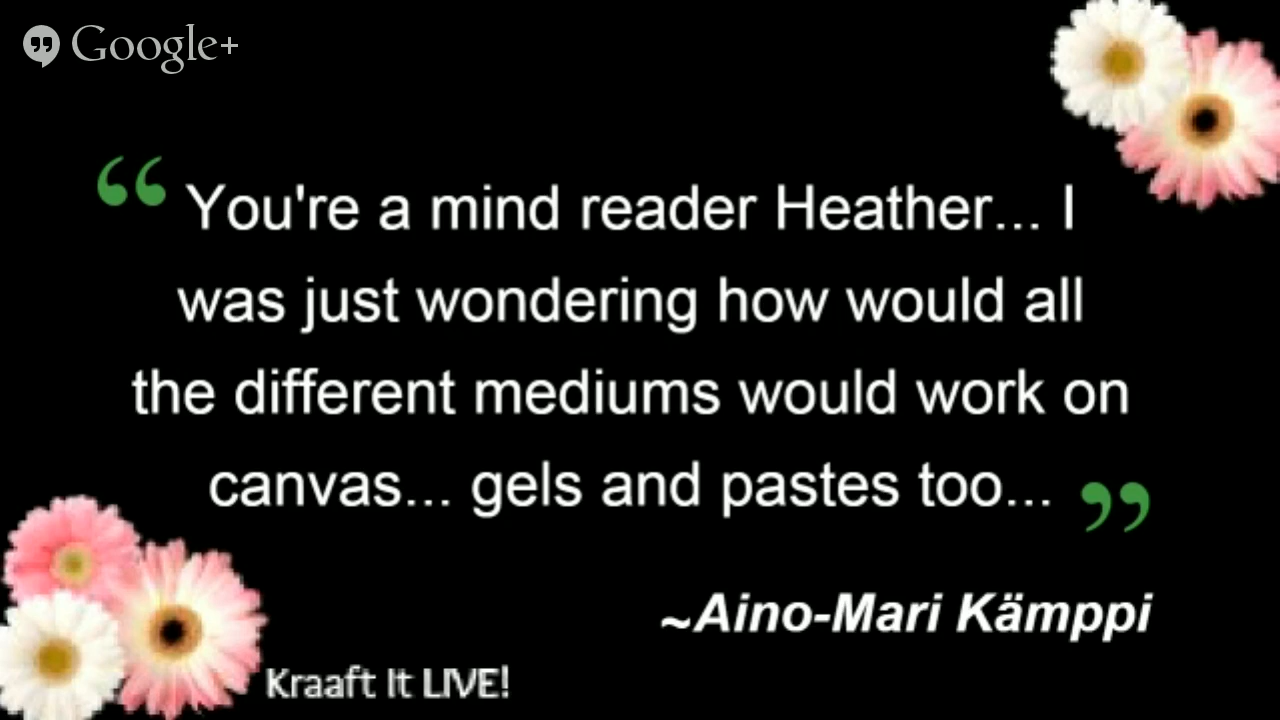 Google+
“ You're a mind reader Heather... I
was just wondering how would all
the different mediums would work on
canvas... gels and pastes too... ”
~Aino-Mari Kämppi
Kraaft It LIVE!